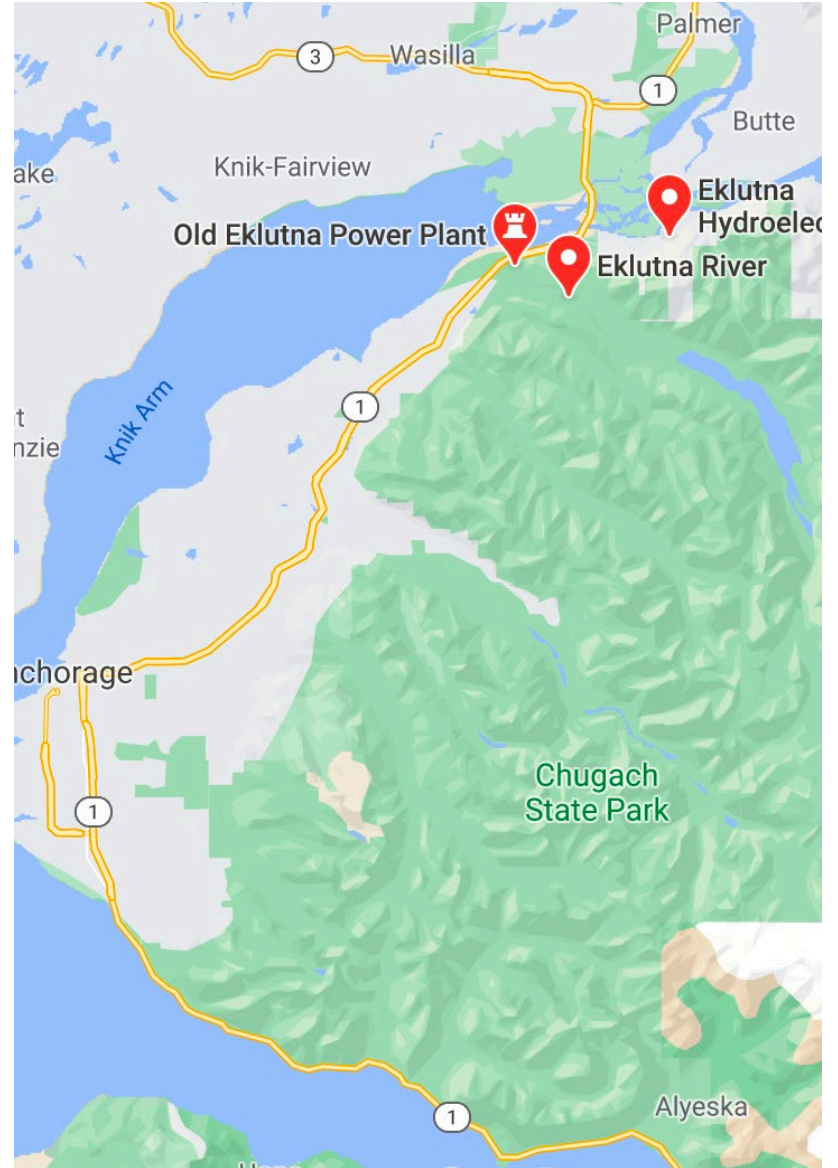 Palmer
3
Wasilla
1
Butte
ake
Knik-Fairview
Eklutna
Hydroelec
Old Eklutna Power Plant
Eklutna River
Knik Arm
1
t
nzie
nchorage
Chugach
State Park
1
Alyeska
1